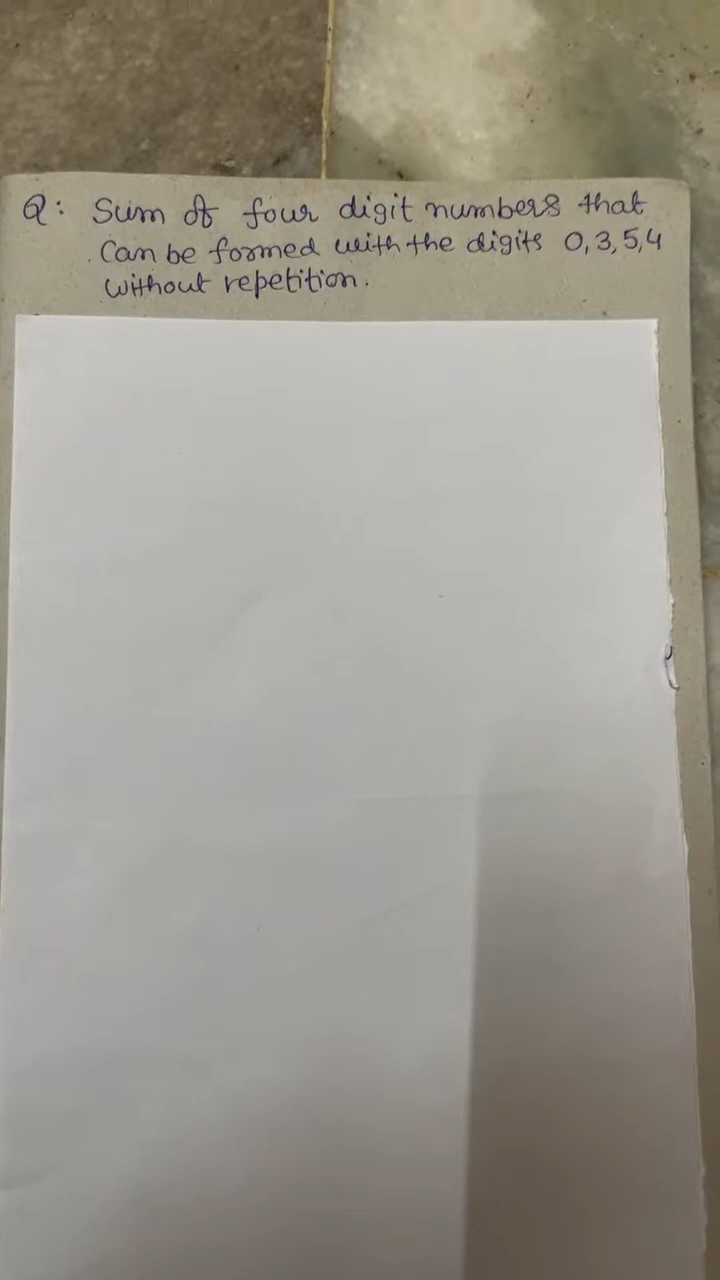 Q: Sum of four digit numbers that
Can be formed with the digits 0,3,5,4
without repetition.